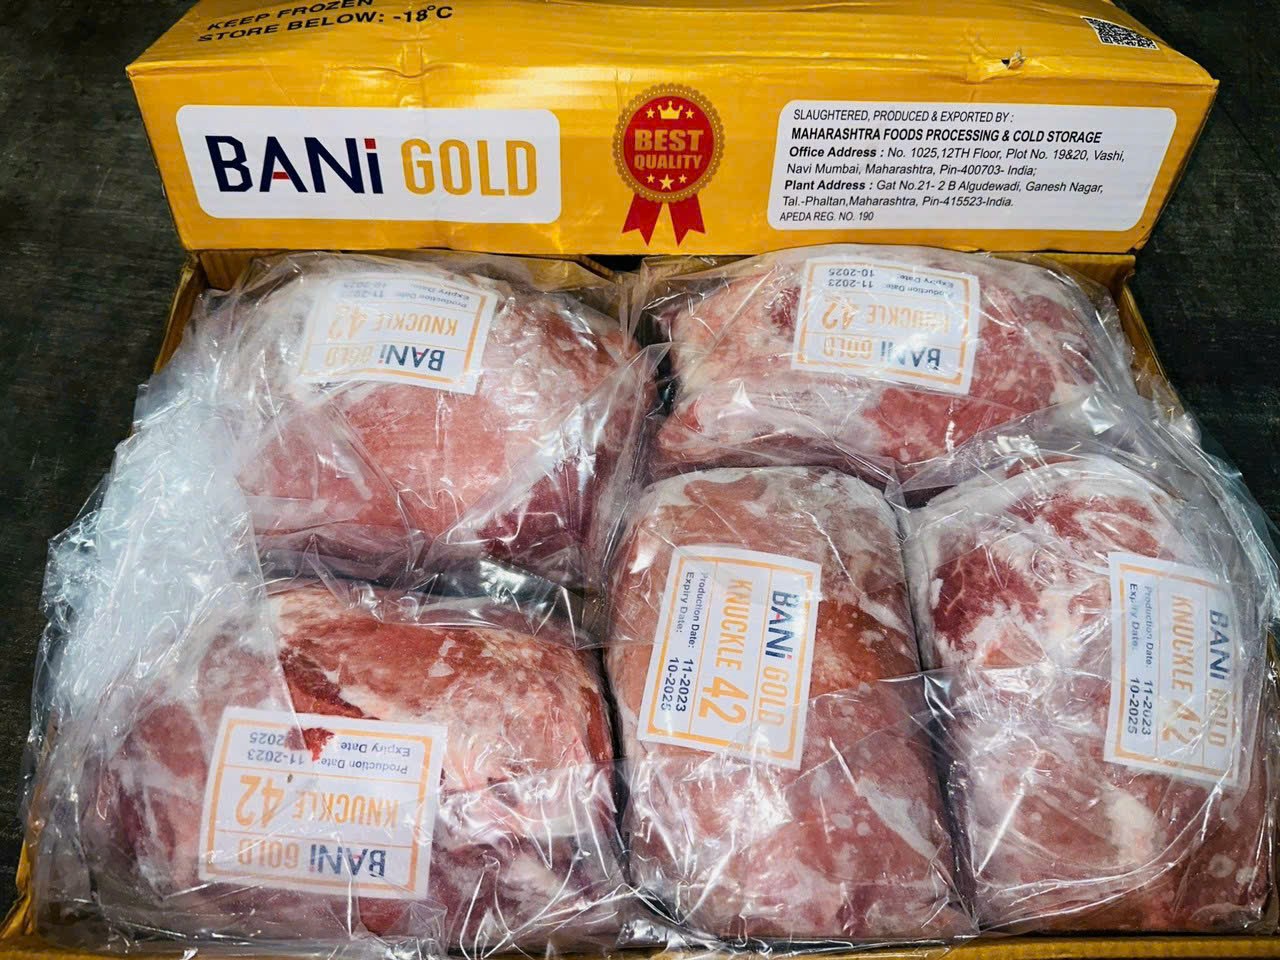 KEEP FROZEN
STORE BELOW: -18°C
BANi GOLD
BEST
QUALITY
SLAUGHTERED, PRODUCED & EXPORTED BY :
MAHARASHTRA FOODS PROCESSING & COLD STORAGE
Office Address : No. 1025,12TH Floor, Plot No. 19&20, Vashi,
Navi Mumbai, Maharashtra, Pin-400703- India;
Plant Address : Gat No.21- 2 B Algudewadi, Ganesh Nagar,
Tal.-Phaltan,Maharashtra, Pin-415523-India.
APEDA REG. NO. 190
BANi GOLD
KNUCKLE 42
Production Date: 11-2023
Expiry Date: 10-2025
BANi GOLD
KNUCKLE 42
Production Date: 11-2023
Expiry Date: 10-2025
BANi GOLD
KNUCKLE 42
Production Date: 11-2023
Expiry Date: 2025
BANi GOLD
KNUCKLE 42
Production Date: 11-2023
Expiry Date: 10-2025
BANi GOLD
KNUCKLE 42
Production Date: 11-2023
Expiry Date: 10-2025